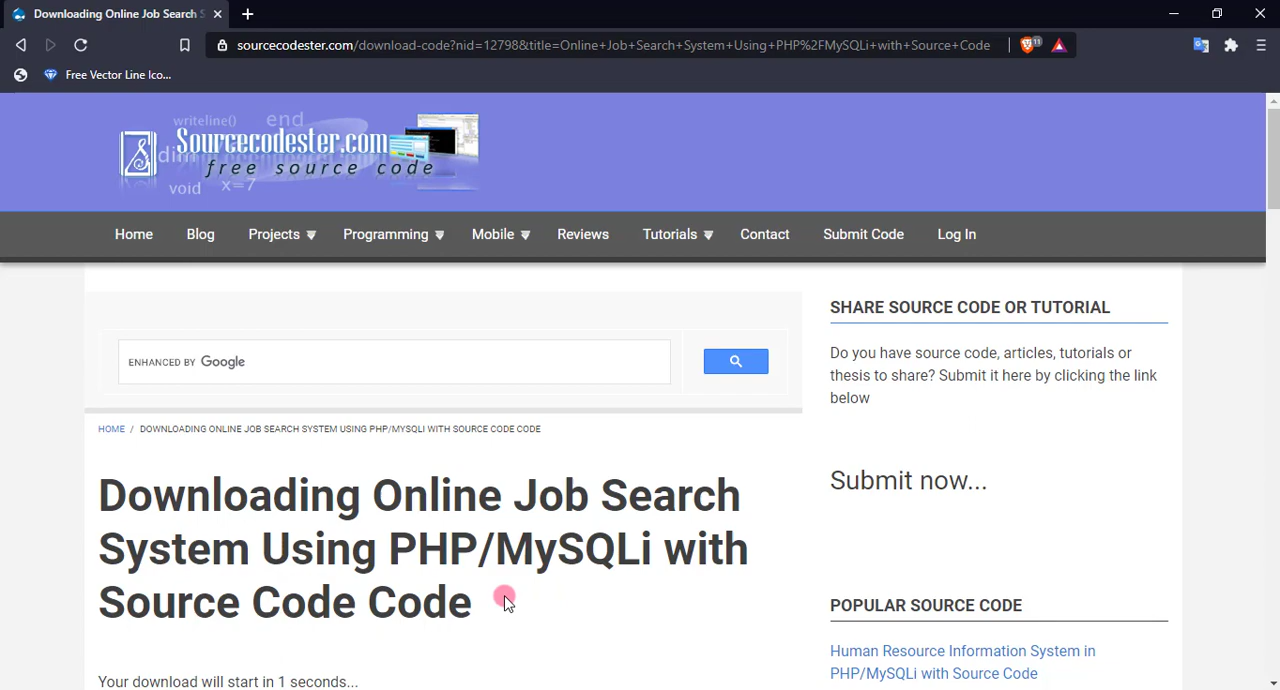 Downloading Online Job Search S
sourcecodester.com/download-code?nid=12798&title=Online+Job+Search+System+Using+PHP%2FMySQLi+with+Source+Code
11
Free Vector Line Ico...
writeline()
end
Sourcecodester.com
dim
free source code
void
x=7
Home
Blog
Projects
Programming
Mobile
Reviews
Tutorials
Contact
Submit Code
Log In
ENHANCED BY Google
SHARE SOURCE CODE OR TUTORIAL
Do you have source code, articles, tutorials or
thesis to share? Submit it here by clicking the link
below
HOME / DOWNLOADING ONLINE JOB SEARCH SYSTEM USING PHP/MYSQLI WITH SOURCE CODE CODE
Downloading Online Job Search
System Using PHP/MySQLi with
Source Code Code
Submit now...
POPULAR SOURCE CODE
Human Resource Information System in
PHP/MySQLi with Source Code
Your download will start in 1 seconds...